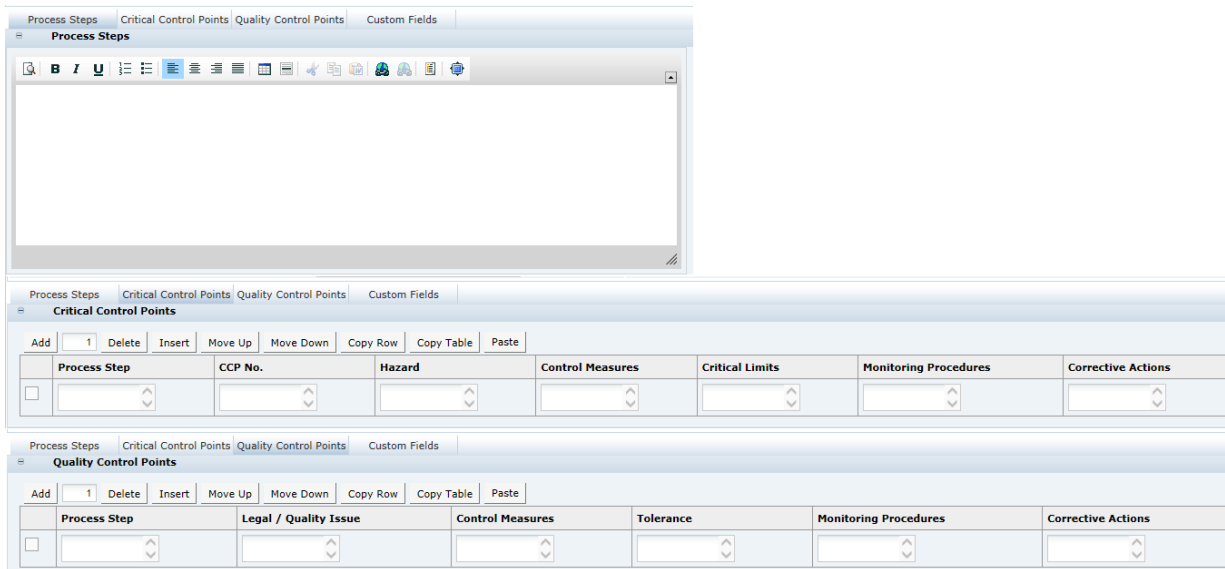 Process Steps Critical Control Points Quality Control Points Custom Fields
Process Steps
B I U
Process Steps Critical Control Points Quality Control Points Custom Fields
Critical Control Points
Add 1 Delete Insert Move Up Move Down Copy Row Copy Table Paste
Process Step CCP No. Hazard Control Measures Critical Limits Monitoring Procedures Corrective Actions
Process Steps Critical Control Points Quality Control Points Custom Fields
Quality Control Points
Add 1 Delete Insert Move Up Move Down Copy Row Copy Table Paste
Process Step Legal / Quality Issue Control Measures Tolerance Monitoring Procedures Corrective Actions